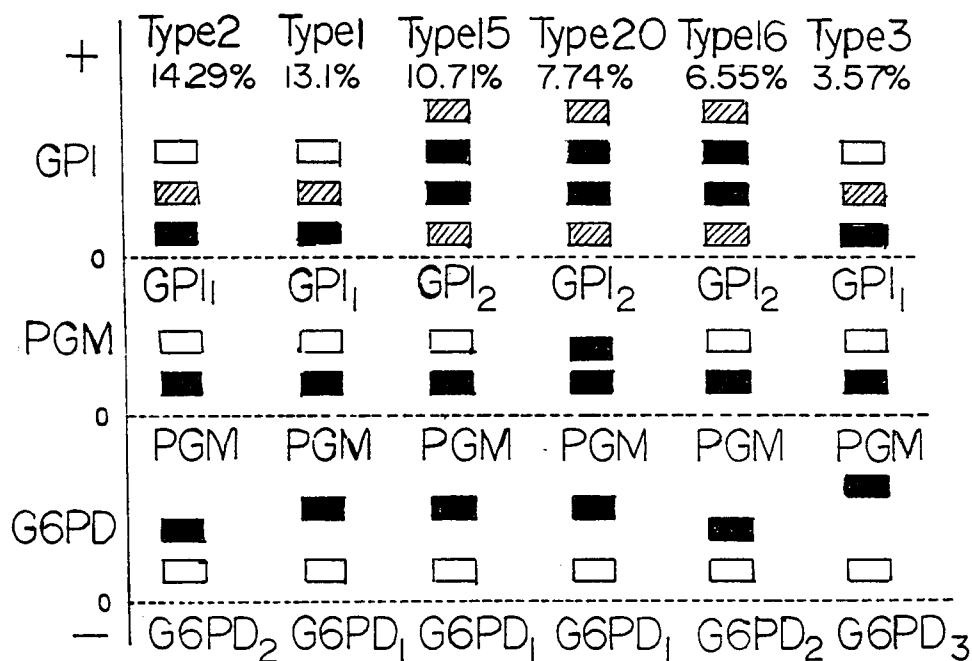 + Type2 Type1 Type15 Type20 Type16 Type3
14.29% 13.1% 10.71% 7.74% 6.55% 3.57%
GPI
0
GPI1 GPI1 GPI2 GPI2 GPI2 GPI1
PGM
0
PGM PGM PGM PGM PGM PGM
G6PD
0
— G6PD2 G6PD1 G6PD1 G6PD1 G6PD2 G6PD3